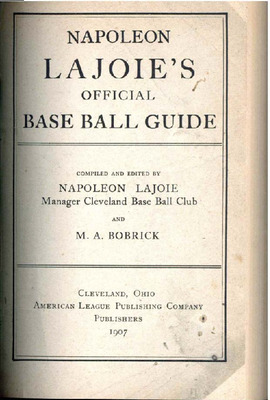 NAPOLEON
LAJOIE'S
OFFICIAL
BASE BALL GUIDE
COMPILED AND EDITED BY
NAPOLEON LAJOIE
Manager Cleveland Base Ball Club
AND
M. A. BOBRICK
CLEVELAND, OHIO
AMERICAN LEAGUE PUBLISHING COMPANY
PUBLISHERS
1907